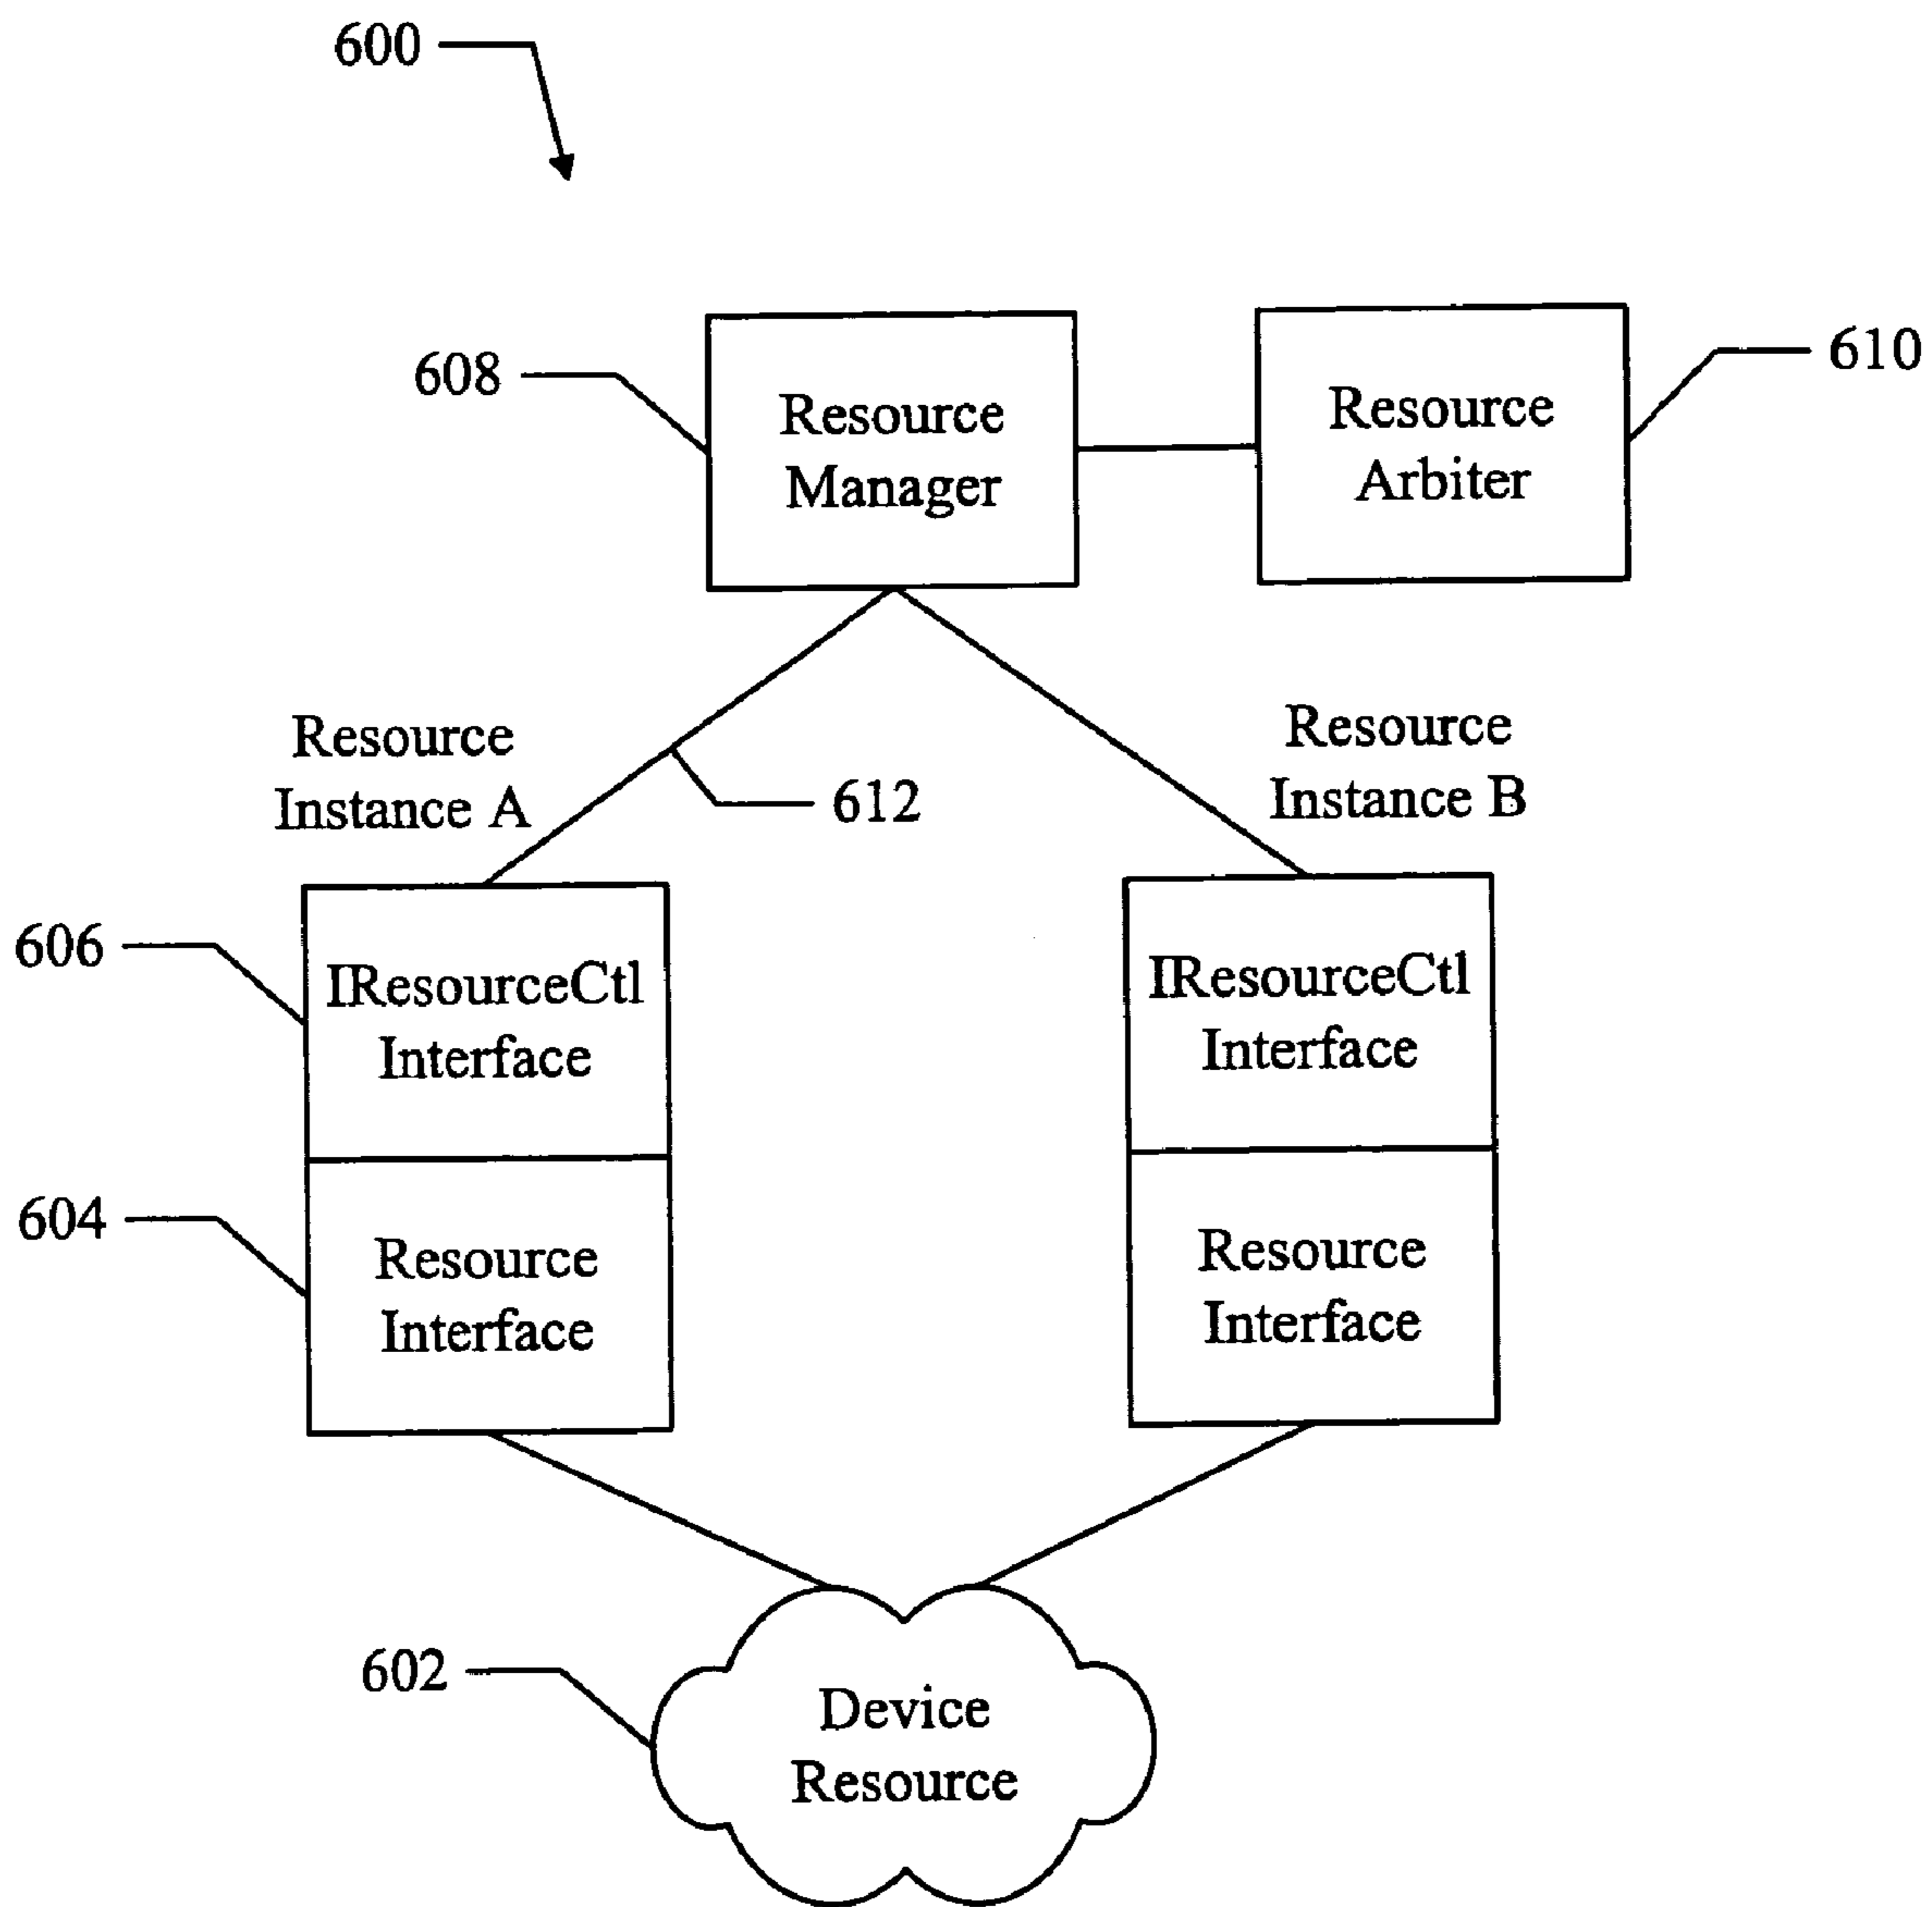 600
608
Resource
Manager
Resource
Arbiter
610
Resource
Instance A
612
Resource
Instance B
606
IResourceCtl
Interface
IResourceCtl
Interface
604
Resource
Interface
Resource
Interface
602
Device
Resource